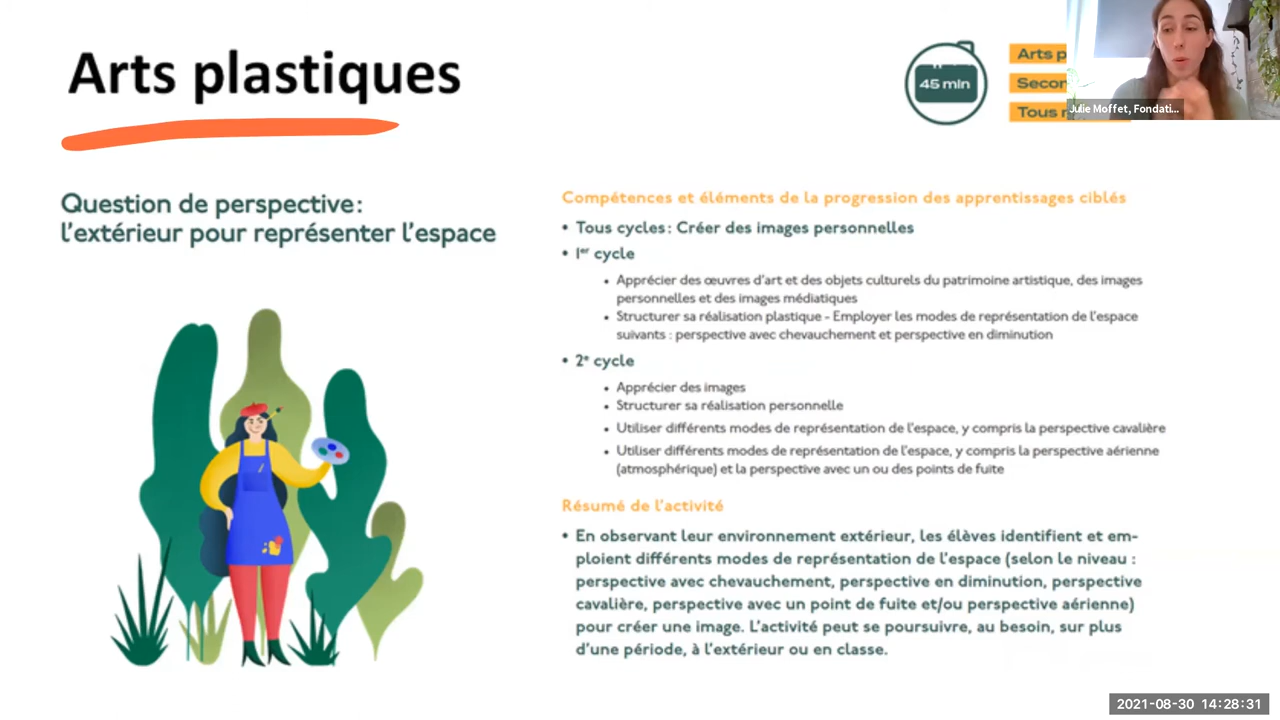 Arts plastiques
45 min
Arts p
Secon
Tous
Julie Moffet, Fondati...
Question de perspective :
l'extérieur pour représenter l'espace
Compétences et éléments de la progression des apprentissages ciblés
• Tous cycles : Créer des images personnelles
• 1er cycle
• Apprécier des œuvres d'art et des objets culturels du patrimoine artistique, des images
personnelles et des images médiatiques
• Structurer sa réalisation plastique - Employer les modes de représentation de l'espace
suivants : perspective avec chevauchement et perspective en diminution
• 2e cycle
• Apprécier des images
• Structurer sa réalisation personnelle
• Utiliser différents modes de représentation de l'espace, y compris la perspective cavalière
• Utiliser différents modes de représentation de l'espace, y compris la perspective aérienne
(atmosphérique) et la perspective avec un ou des points de fuite
Résumé de l'activité
• En observant leur environnement extérieur, les élèves identifient et em-
ploient différents modes de représentation de l'espace (selon le niveau :
perspective avec chevauchement, perspective en diminution, perspective
cavalière, perspective avec un point de fuite et/ou perspective aérienne)
pour créer une image. L'activité peut se poursuivre, au besoin, sur plus
d'une période, à l'extérieur ou en classe.
2021-08-30 14:28:31